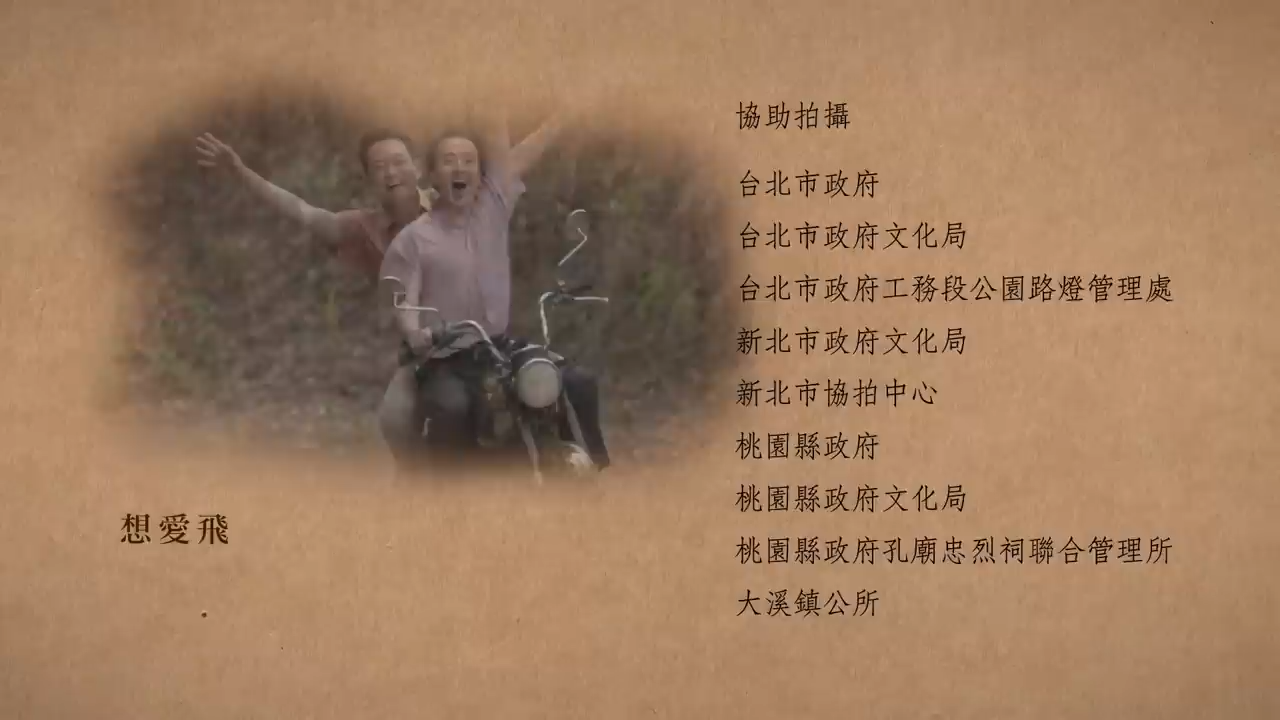 協助拍攝
台北市政府
台北市政府文化局
台北市政府工務段公園路燈管理處
新北市政府文化局
新北市協拍中心
桃園縣政府
桃園縣政府文化局
桃園縣政府孔廟忠烈祠聯合管理所
大溪鎮公所
想愛飛